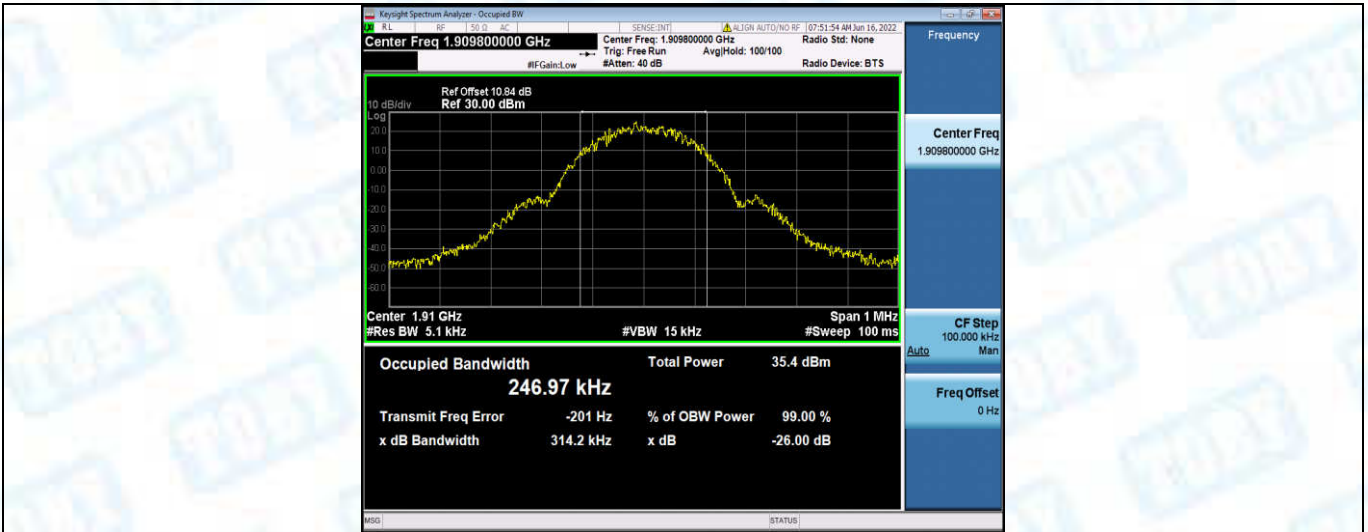 Keysight Spectrum Analyzer - Occupied BW
RL RF 50 Ω AC SENSE:INT ALIGN AUTO/NO RF 07:51:54 AM Jun 16, 2022
Center Freq 1.909800000 GHz
Center Freq: 1.909800000 GHz Radio Std: None
Trig: Free Run Avg|Hold: 100/100
#IFGain:Low #Atten: 40 dB Radio Device: BTS
Ref Offset 10.84 dB
10 dB/div Ref 30.00 dBm
Log
20.0
10.0
0.00
-10.0
-20.0
-30.0
-40.0
-50.0
-60.0
Center 1.91 GHz Span 1 MHz
#Res BW 5.1 kHz #VBW 15 kHz #Sweep 100 ms
Occupied Bandwidth Total Power 35.4 dBm
246.97 kHz
Transmit Freq Error -201 Hz % of OBW Power 99.00 %
x dB Bandwidth 314.2 kHz x dB -26.00 dB
MSG STATUS
Frequency
Center Freq
1.909800000 GHz
CF Step
100.000 kHz
Auto Man
Freq Offset
0 Hz